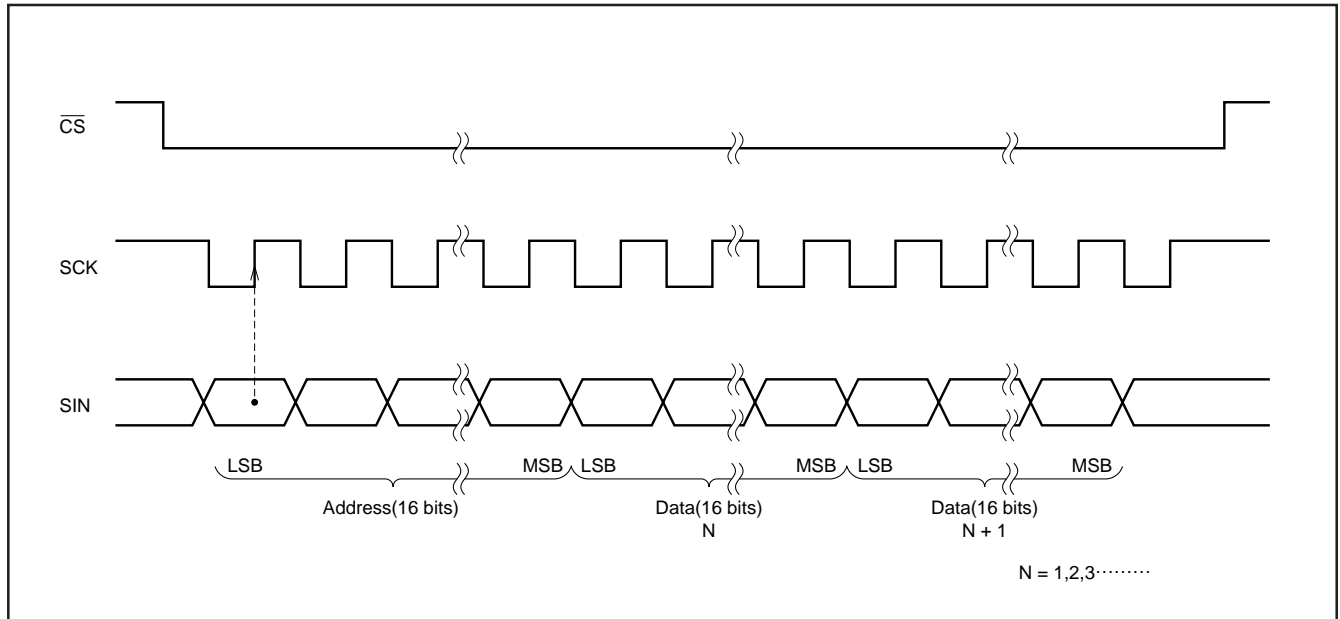 CS
SCK
SIN
LSB MSB LSB MSB LSB MSB
Address(16 bits) Data(16 bits) Data(16 bits)
N N + 1
N = 1,2,3·········